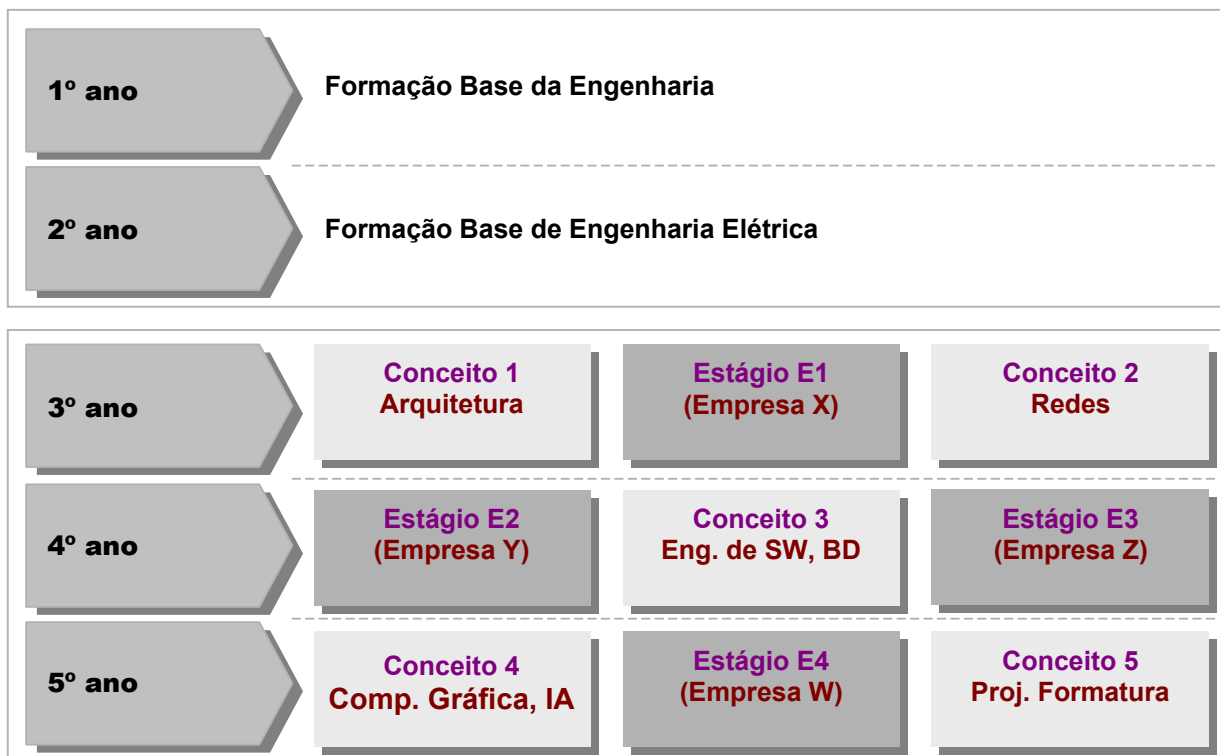 1º ano
Formação Base da Engenharia
2º ano
Formação Base de Engenharia Elétrica
3º ano
Conceito 1
Arquitetura
Estágio E1
(Empresa X)
Conceito 2
Redes
4º ano
Estágio E2
(Empresa Y)
Conceito 3
Eng. de SW, BD
Estágio E3
(Empresa Z)
5º ano
Conceito 4
Comp. Gráfica, IA
Estágio E4
(Empresa W)
Conceito 5
Proj. Formatura